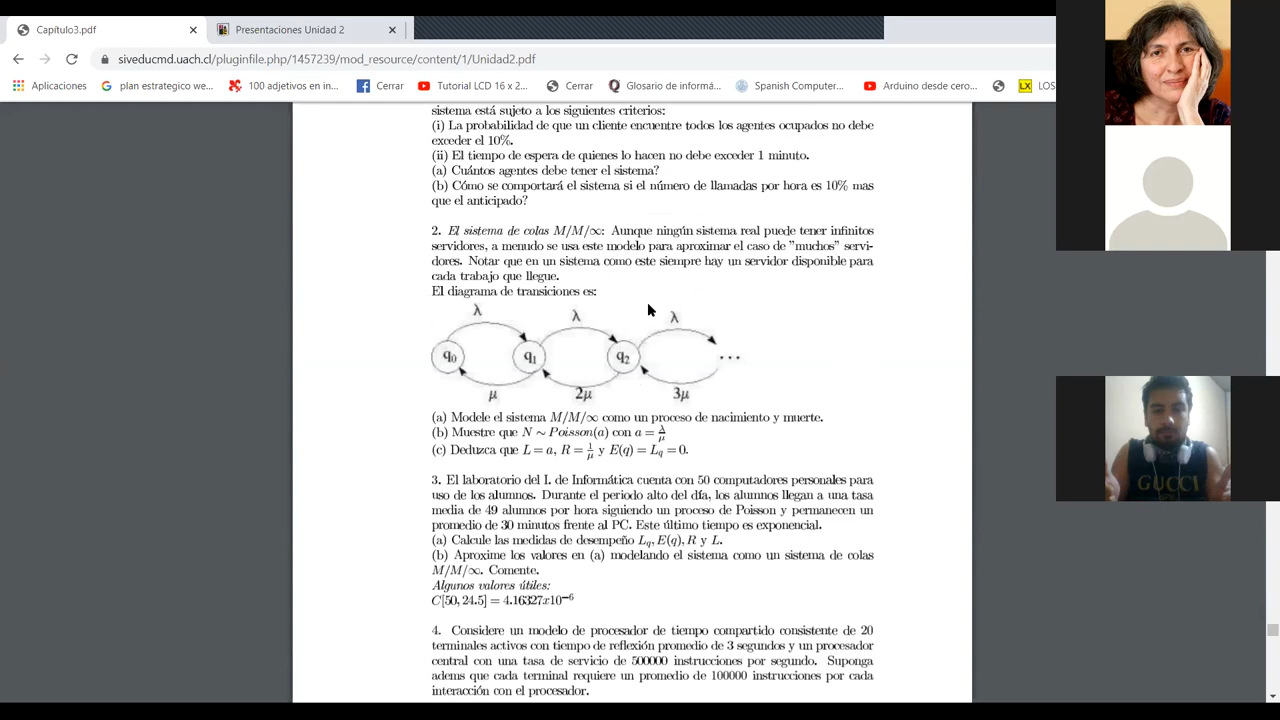 Capítulo3.pdf
Presentaciones Unidad 2
siveducmd.uach.cl/pluginfile.php/1457239/mod_resource/content/1/Unidad2.pdf
Aplicaciones plan estrategico we... 100 adjetivos in... Cerrar Tutorial LCD 16 x 2... Cerrar Glosario de informá... Spanish Computer... Arduino desde cero... LX LOS
sistema está sujeto a los siguientes criterios:
(i) La probabilidad de que un cliente encuentre todos los agentes ocupados no debe
exceder el 10%.
(ii) El tiempo de espera de quienes lo hacen no debe exceder 1 minuto.
(a) Cuántos agentes debe tener el sistema?
(b) Cómo se comportará el sistema si el número de llamadas por hora es 10% mas
que el anticipado?
2. El sistema de colas M/M/∞: Aunque ningún sistema real puede tener infinitos
servidores, a menudo se usa este modelo para aproximar el caso de "muchos" servi-
dores. Notar que en un sistema como este siempre hay un servidor disponible para
cada trabajo que llegue.
El diagrama de transiciones es:
λ λ λ
q0 q1 q2 ...
μ 2μ 3μ
(a) Modele el sistema M/M/∞ como un proceso de nacimiento y muerte.
(b) Muestre que N ~ Poisson(a) con a = λ/μ
(c) Deduzca que L = a, R = 1/μ y E(q) = Lq = 0.
3. El laboratorio del I. de Informática cuenta con 50 computadores personales para
uso de los alumnos. Durante el periodo alto del día, los alumnos llegan a una tasa
media de 49 alumnos por hora siguiendo un proceso de Poisson y permanecen un
promedio de 30 minutos frente al PC. Este último tiempo es exponencial.
(a) Calcule las medidas de desempeño Lq, E(q), R y L.
(b) Aproxime los valores en (a) modelando el sistema como un sistema de colas
M/M/∞. Comente.
Algunos valores útiles:
C[50, 24.5] = 4.16327x10−6
4. Considere un modelo de procesador de tiempo compartido consistente de 20
terminales activos con tiempo de reflexión promedio de 3 segundos y un procesador
central con una tasa de servicio de 500000 instrucciones por segundo. Suponga
adems que cada terminal requiere un promedio de 100000 instrucciones por cada
interacción con el procesador.
GUCCI